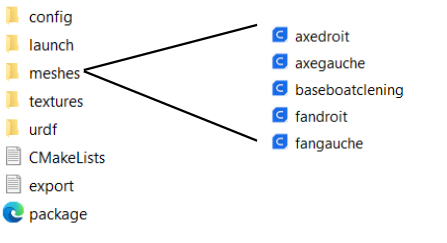 config
launch
meshes
textures
urdf
CMakeLists
export
package
axedroit
axegauche
baseboatclening
fandroit
fangauche